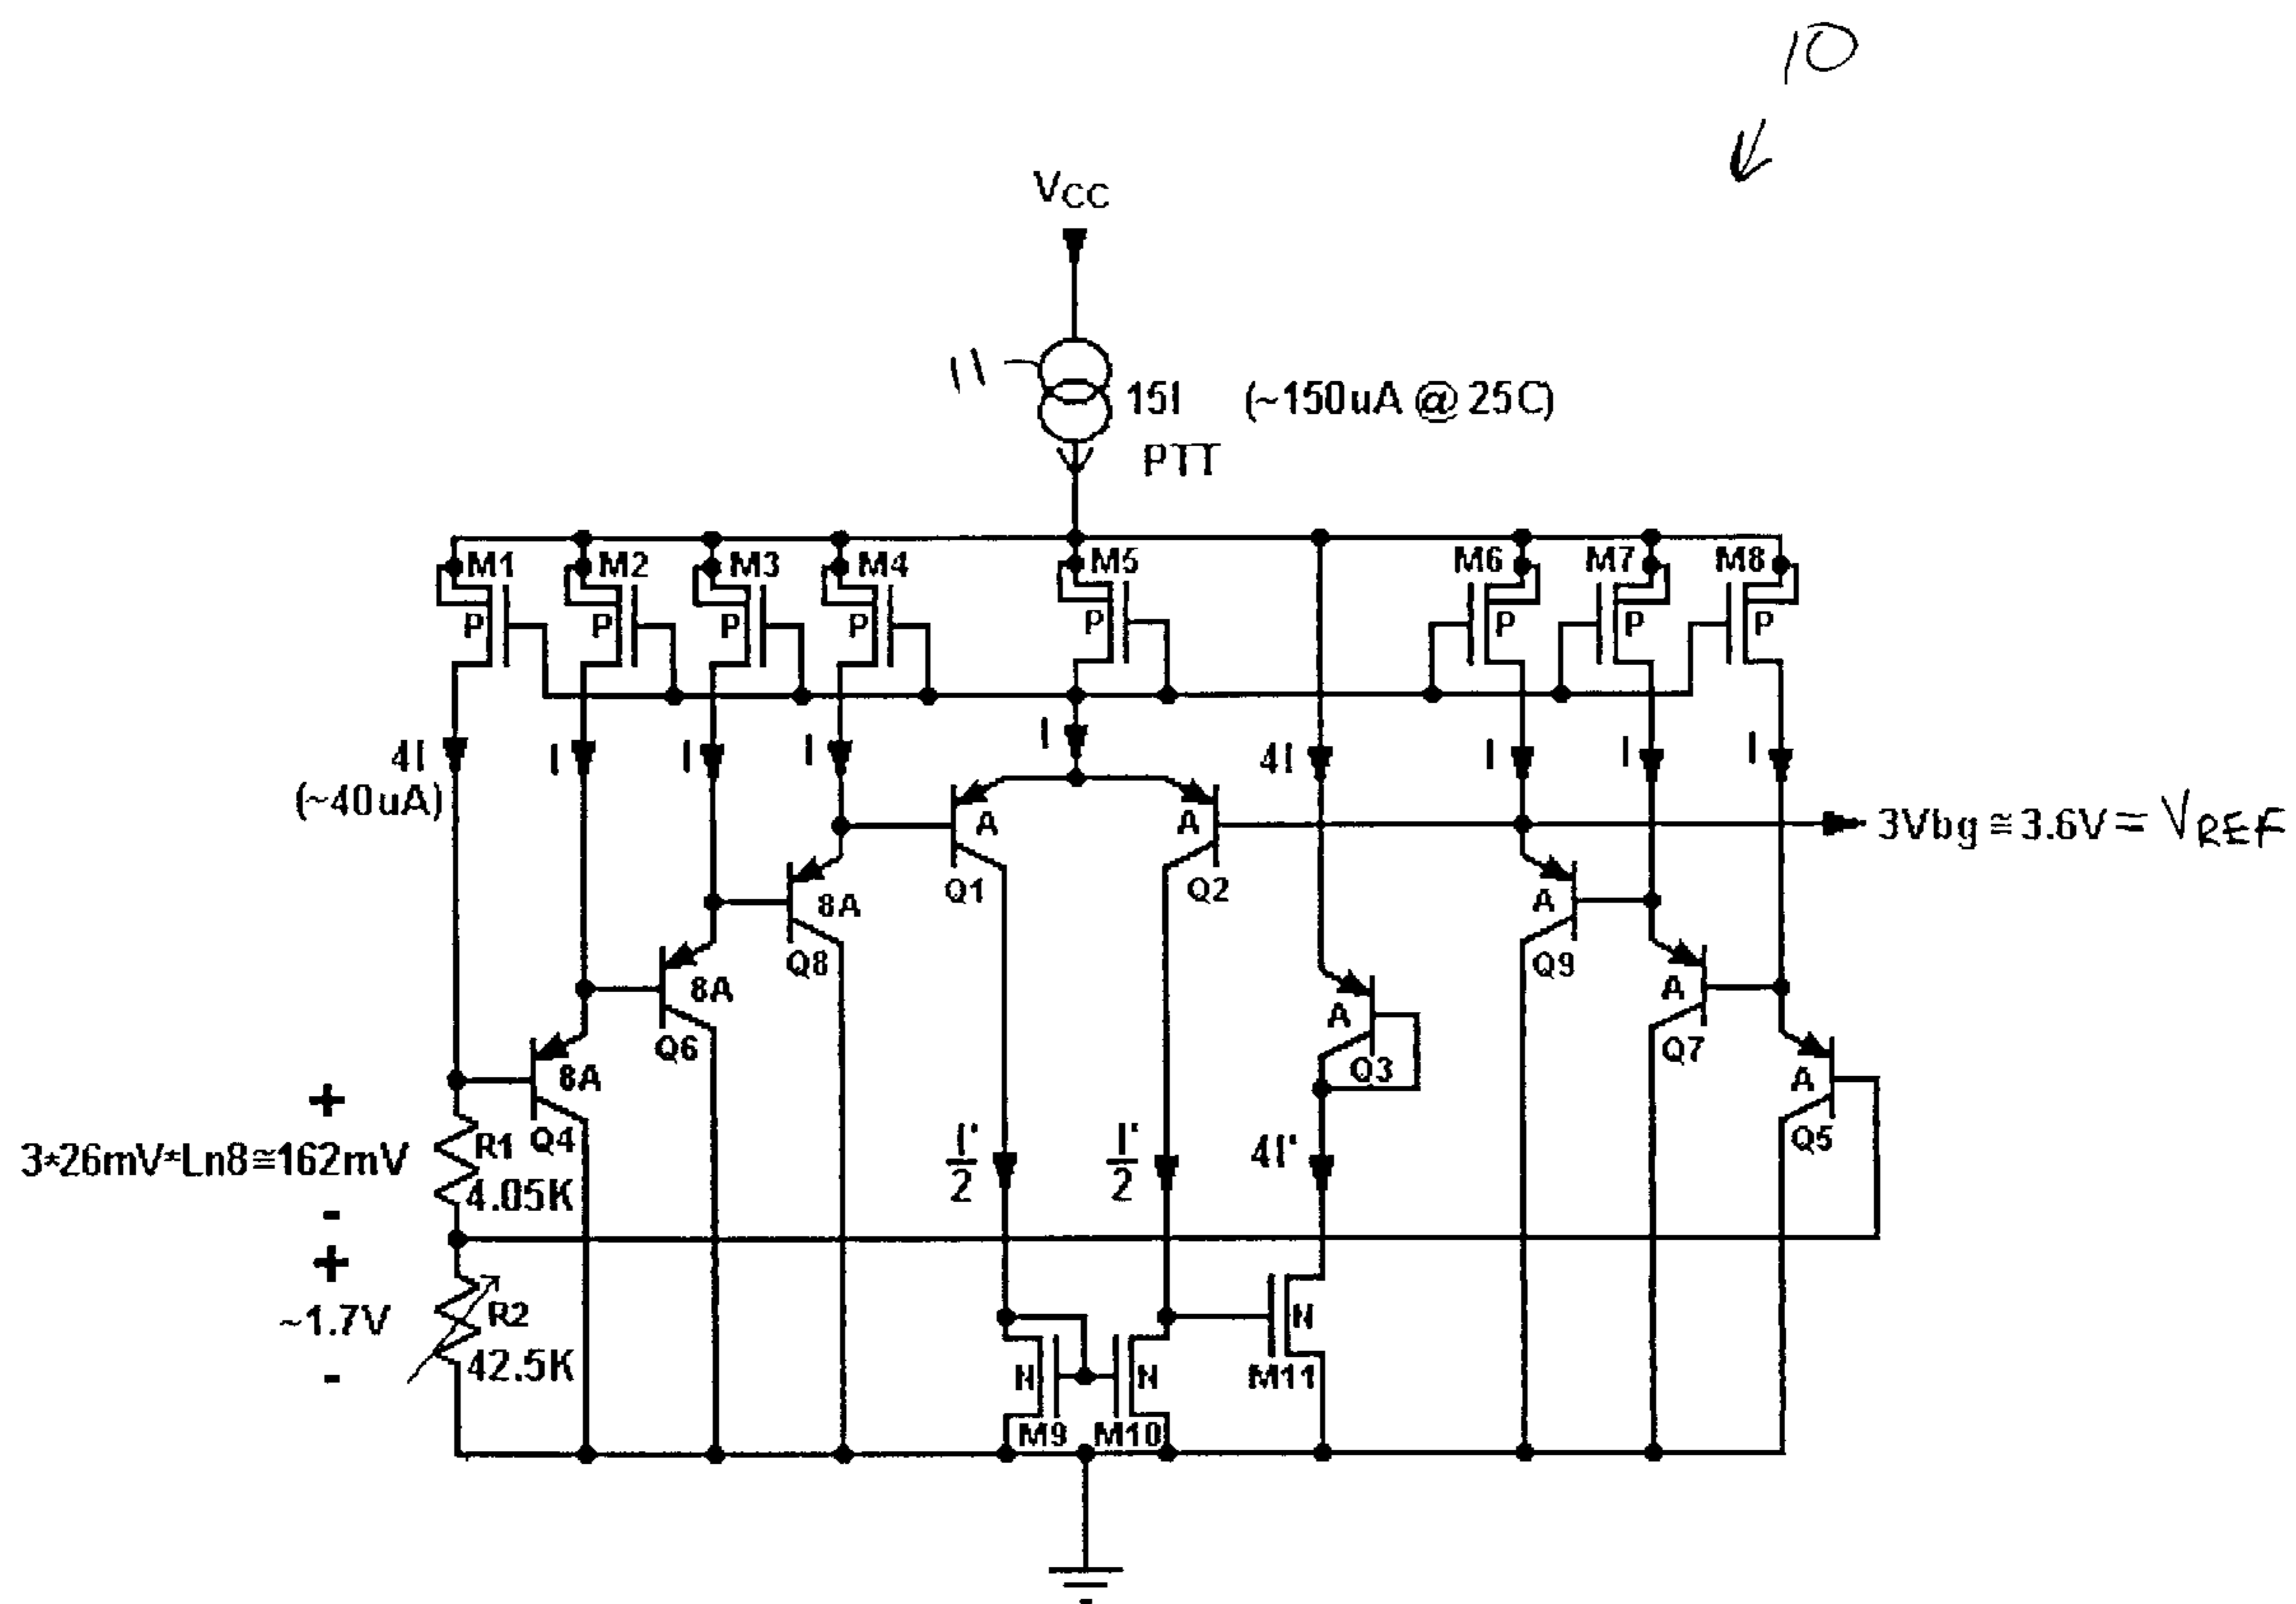 10
VCC
11
15I (~150uA @ 25C)
PTT
M1 M2 M3 M4 M5 M6 M7 M8
P P P P P P P P
4I I I I I 4I I I I
(~40uA)
A A
3Vbg ≅ 3.6V = VREF
Q1 Q2
8A A
Q8 Q9
8A A A
Q6 Q3 Q7
8A A
Q4 Q5
+
3*26mV*Ln8≅162mV
R1
4.05K
-
I'/2 I'/2 4I'
+
~1.7V
R2
42.5K
-
N N N
M9 M10 M11